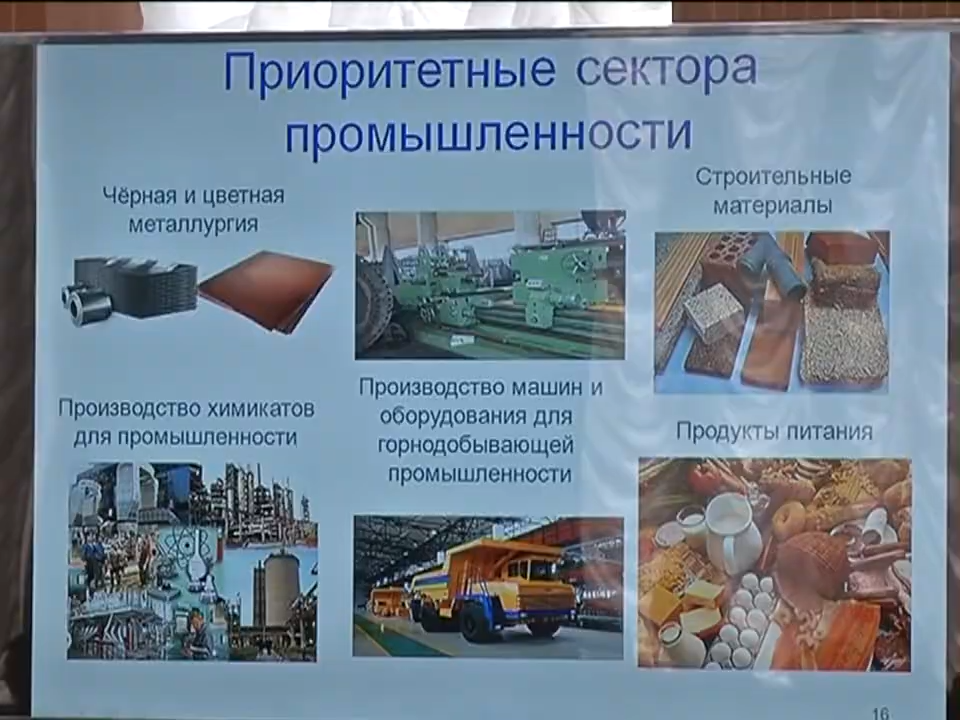 Приоритетные сектора
промышленности
Чёрная и цветная
металлургия
Строительные
материалы
Производство химикатов
для промышленности
Производство машин и
оборудования для
горнодобывающей
промышленности
Продукты питания
16